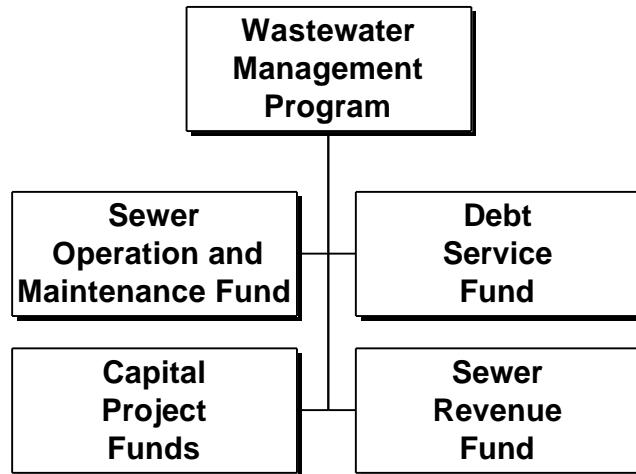 Wastewater
Management
Program
Sewer
Operation and
Maintenance Fund
Debt
Service
Fund
Capital
Project
Funds
Sewer
Revenue
Fund